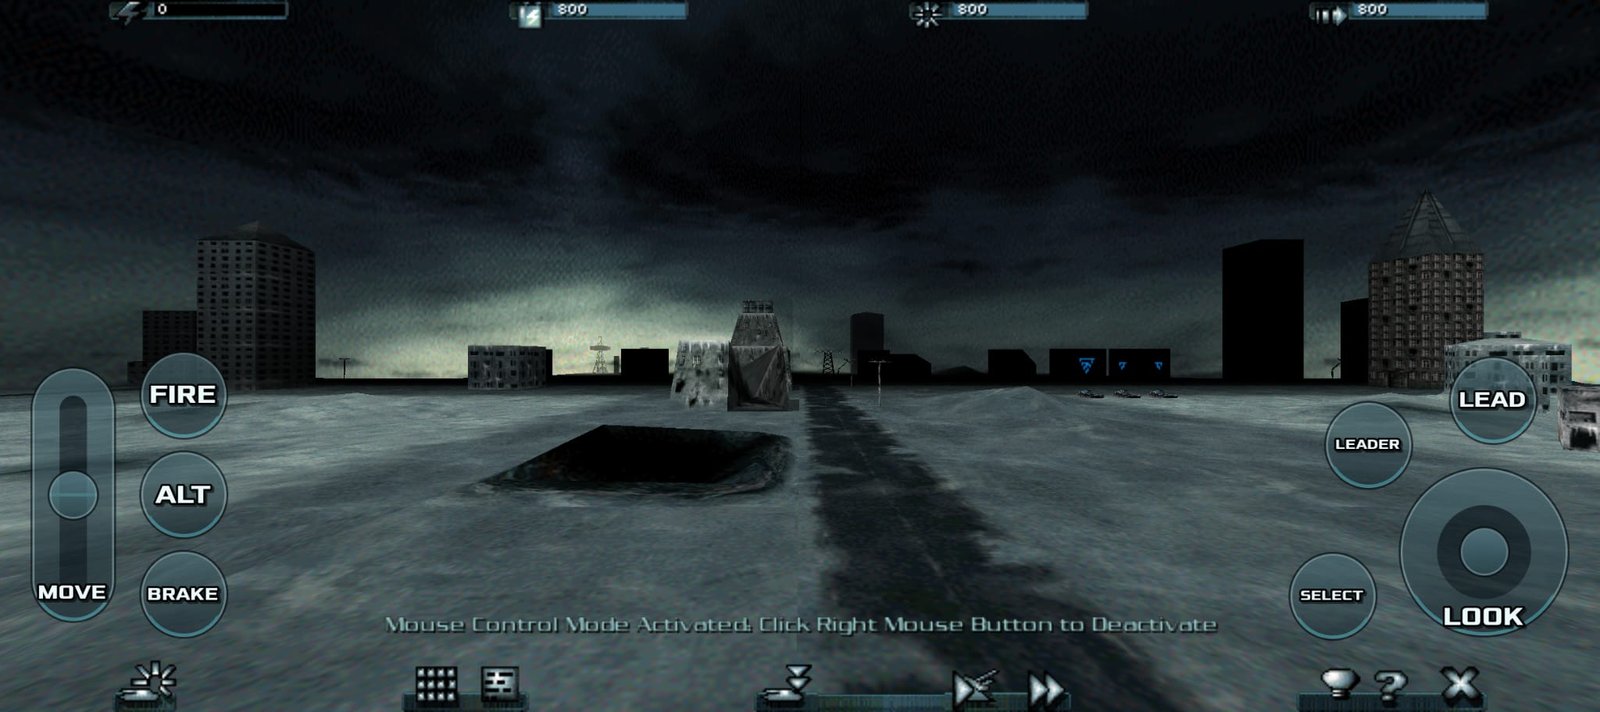 0 800 800 800
FIRE
LEAD
LEADER
ALT
MOVE
BRAKE
SELECT
LOOK
Mouse Control Mode Activated: Click Right Mouse Button to Deactivate
?